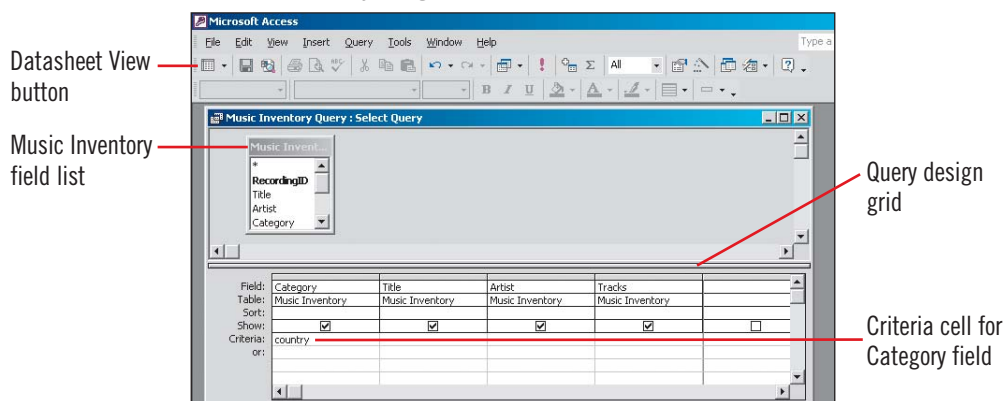 Microsoft Access
File Edit View Insert Query Tools Window Help
Type a
Datasheet View
button
All
B I U
Music Inventory Query : Select Query
Music Inventory
field list
Music Invent...
*
RecordingID
Title
Artist
Category
Query design
grid
Field: Category Title Artist Tracks
Table: Music Inventory Music Inventory Music Inventory Music Inventory
Sort:
Show:
Criteria: country
or:
Criteria cell for
Category field